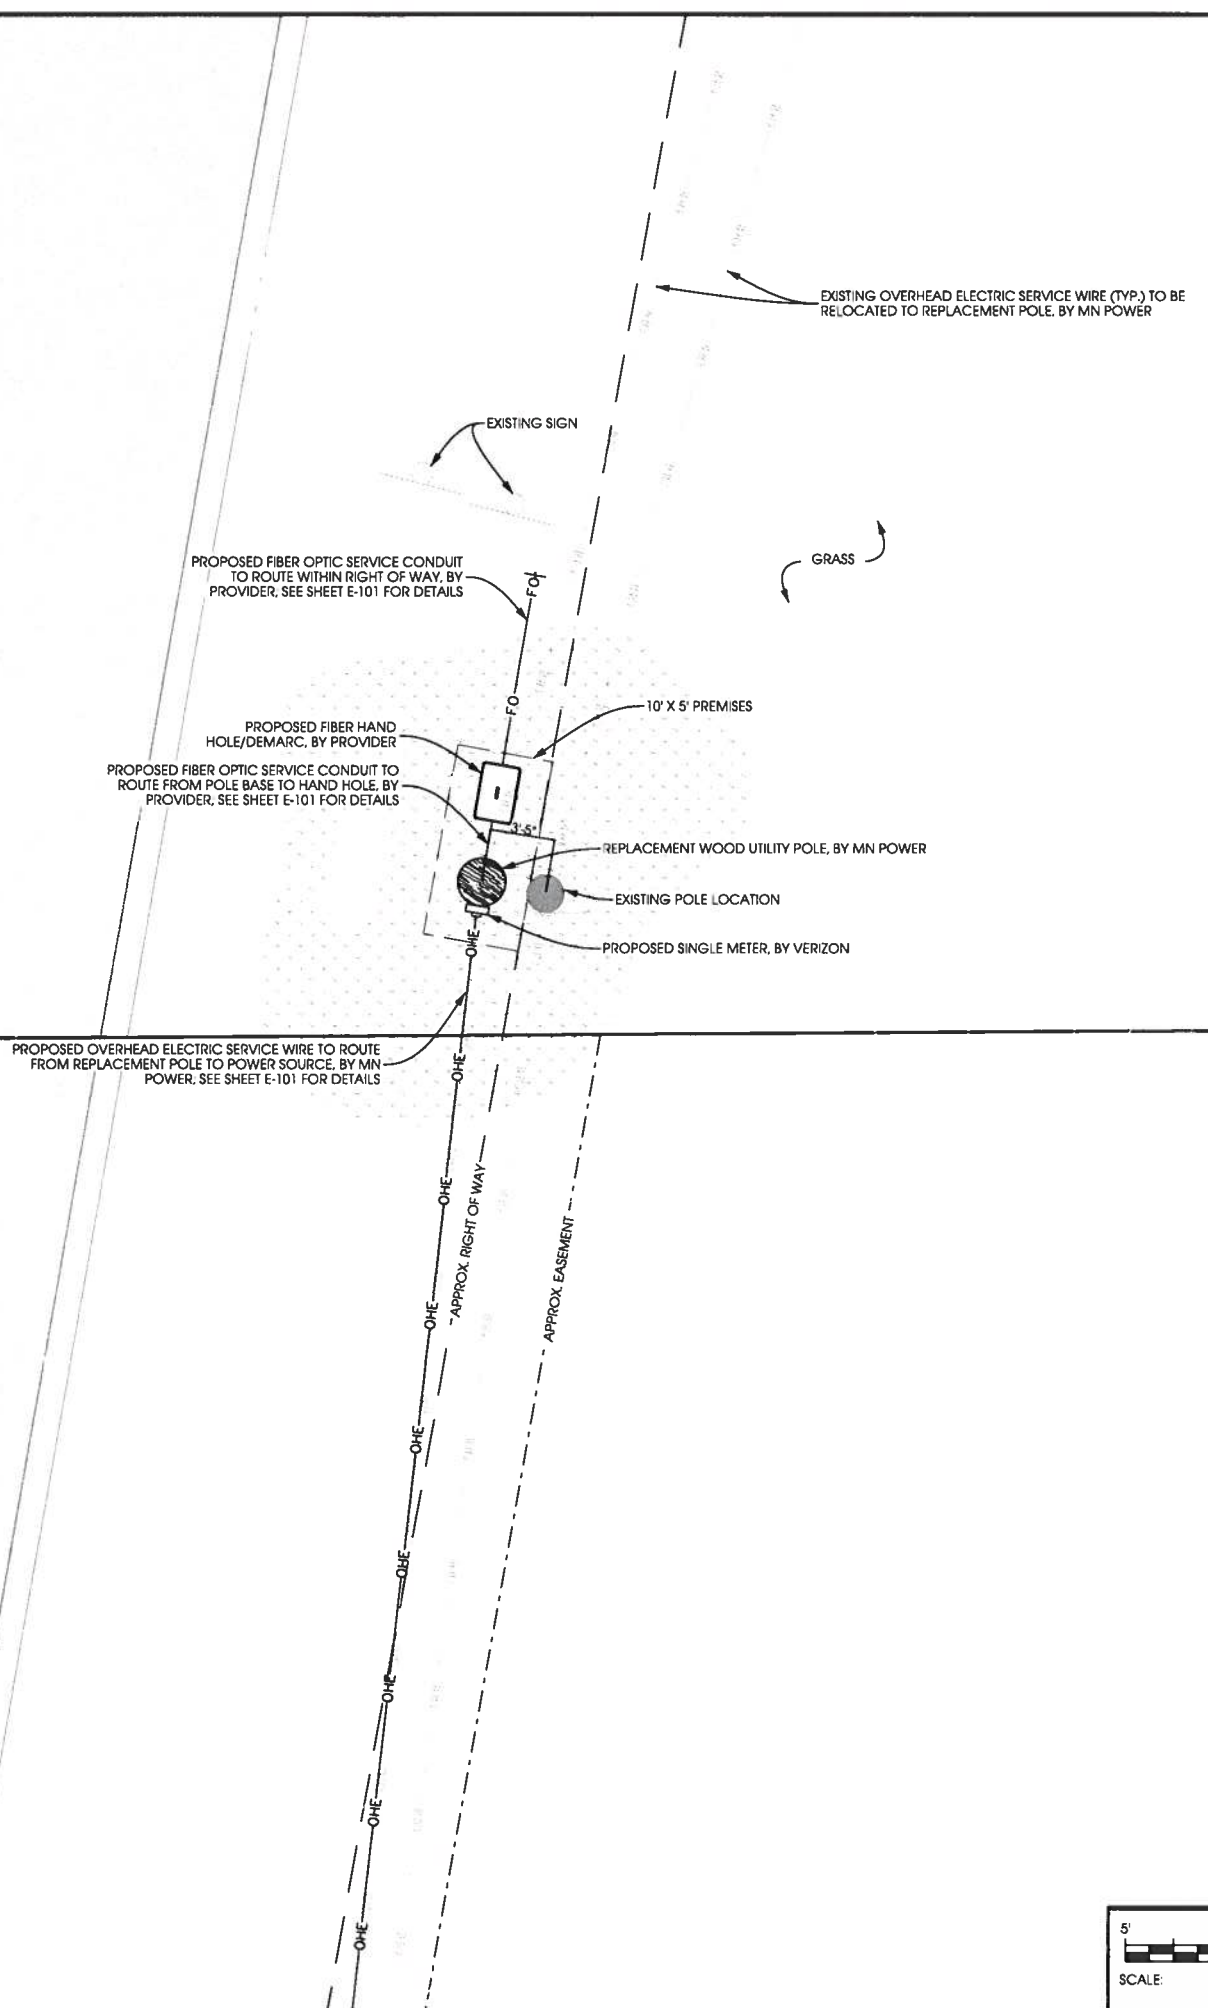 EXISTING OVERHEAD ELECTRIC SERVICE WIRE (TYP.) TO BE
RELOCATED TO REPLACEMENT POLE, BY MN POWER
EXISTING SIGN
GRASS
PROPOSED FIBER OPTIC SERVICE CONDUIT
TO ROUTE WITHIN RIGHT OF WAY, BY
PROVIDER, SEE SHEET E-101 FOR DETAILS
FO
FO
10' X 5' PREMISES
PROPOSED FIBER HAND
HOLE/DEMARC, BY PROVIDER
PROPOSED FIBER OPTIC SERVICE CONDUIT TO
ROUTE FROM POLE BASE TO HAND HOLE, BY
PROVIDER, SEE SHEET E-101 FOR DETAILS
3'-5"
REPLACEMENT WOOD UTILITY POLE, BY MN POWER
EXISTING POLE LOCATION
PROPOSED SINGLE METER, BY VERIZON
OHE
PROPOSED OVERHEAD ELECTRIC SERVICE WIRE TO ROUTE
FROM REPLACEMENT POLE TO POWER SOURCE, BY MN
POWER, SEE SHEET E-101 FOR DETAILS
OHE
OHE
APPROX. RIGHT OF WAY
APPROX. EASEMENT
OHE
OHE
OHE
OHE
OHE
OHE
5'
SCALE: